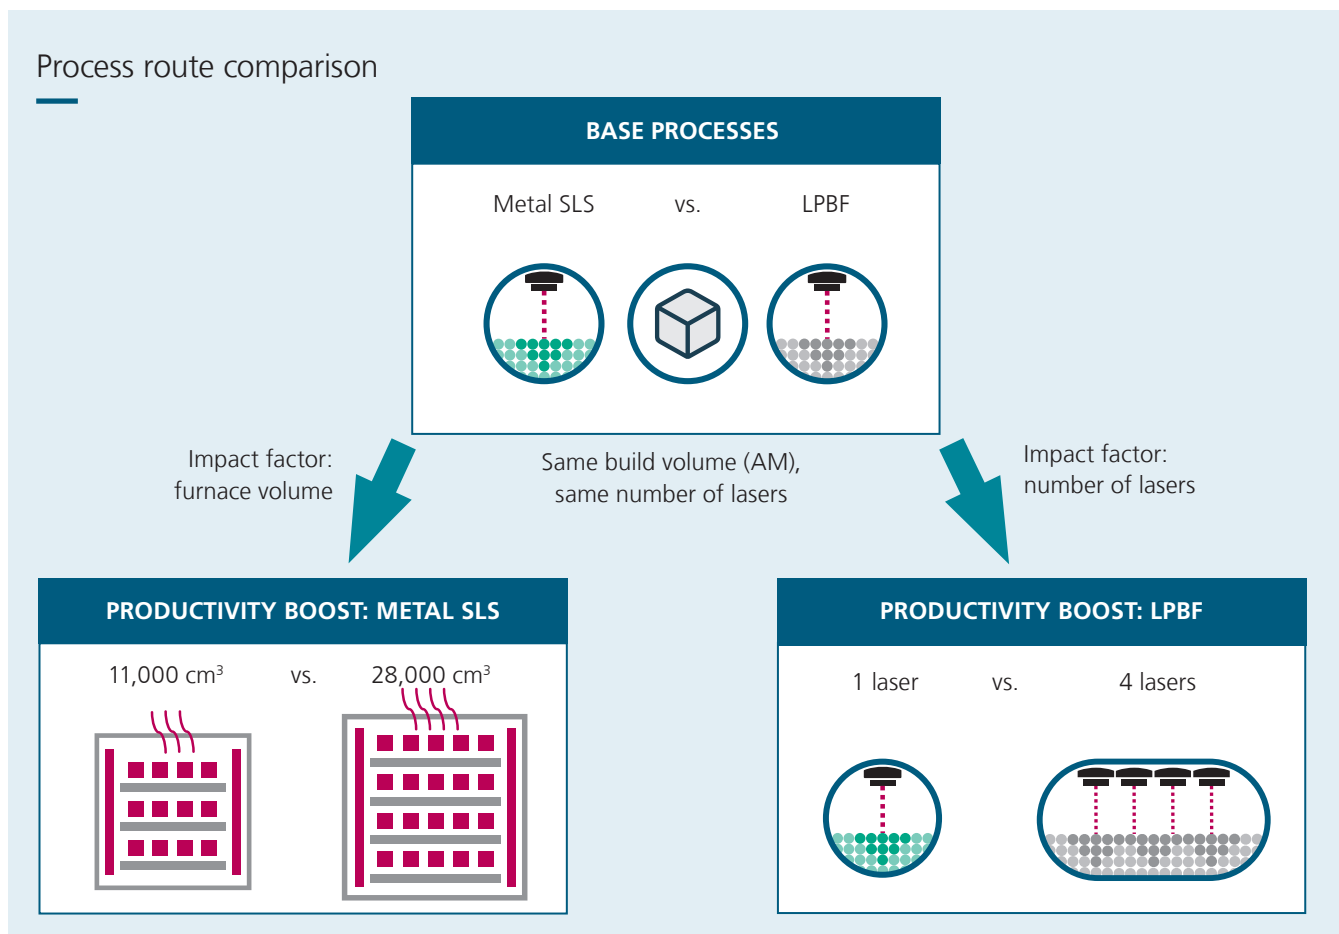 Process route comparison
BASE PROCESSES
Metal SLS vs. LPBF
Impact factor:
furnace volume
Same build volume (AM),
same number of lasers
Impact factor:
number of lasers
PRODUCTIVITY BOOST: METAL SLS
11,000 cm³ vs. 28,000 cm³
PRODUCTIVITY BOOST: LPBF
1 laser vs. 4 lasers